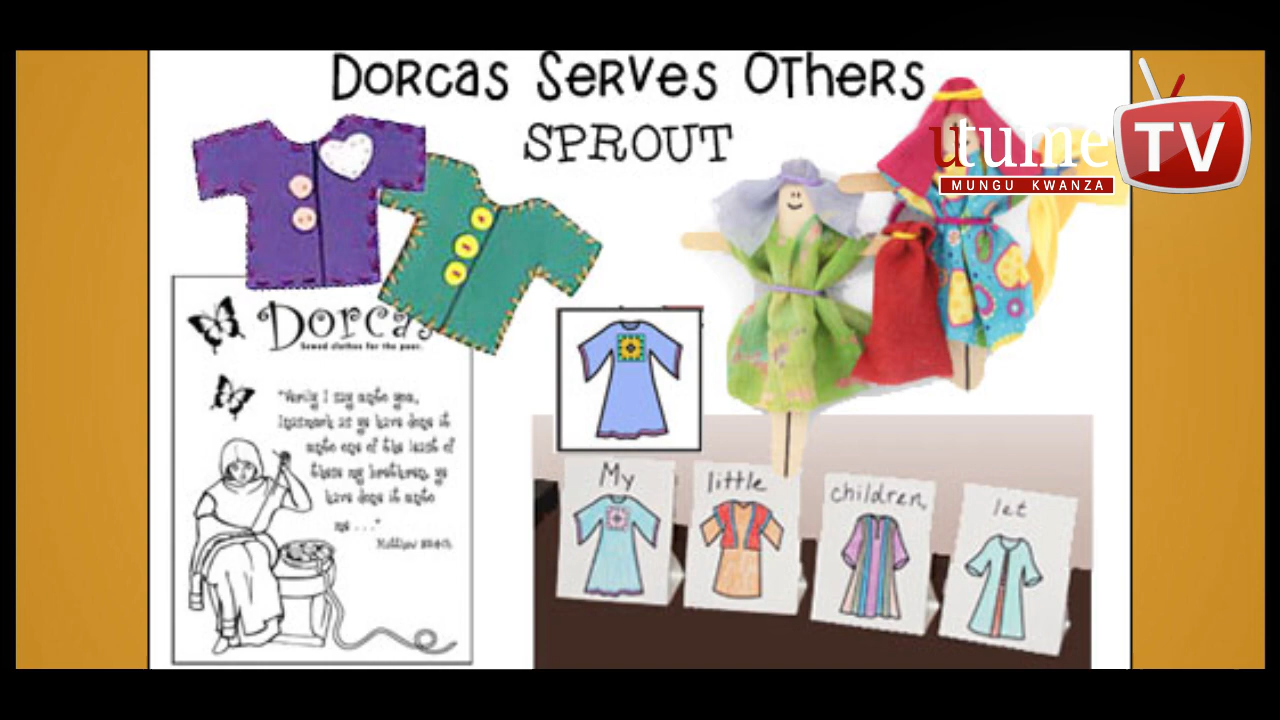 Dorcas Serves Others
SPROUT
utume
MUNGU KWANZA
TV
Dorcas
Sewed clothes for the poor.
"Verily I say unto you,
Inasmuch as ye have done it
unto one of the least of
these my brethren, ye
have done it unto
me . . ."
Matthew
My
little
children,
let